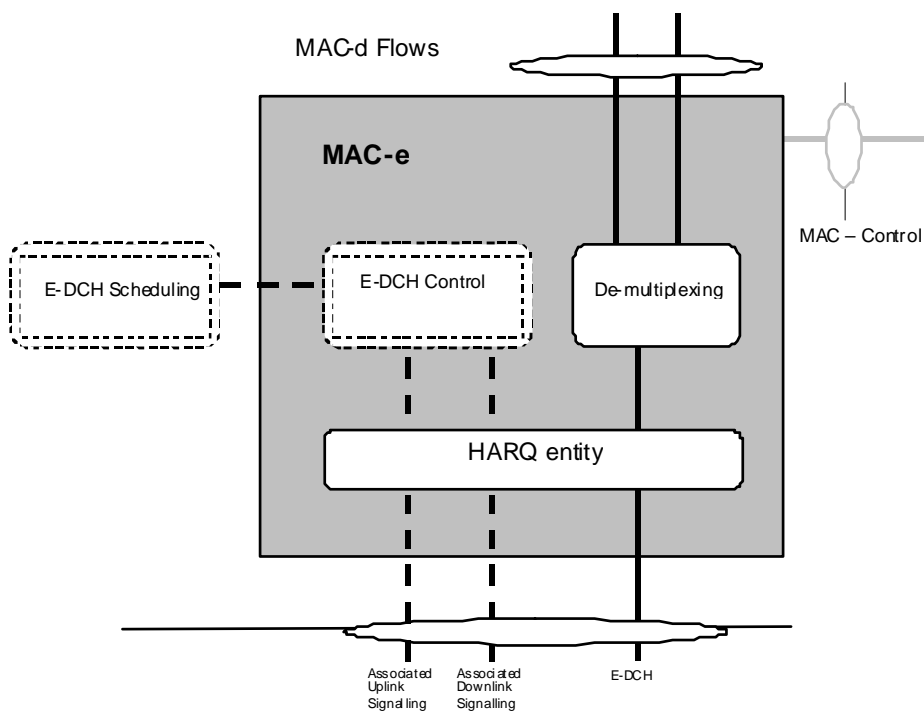 MAC-d Flows
MAC-e
MAC – Control
E-DCH Scheduling
E-DCH Control
De-multiplexing
HARQ entity
Associated
Uplink
Signalling
Associated
Downlink
Signalling
E-DCH